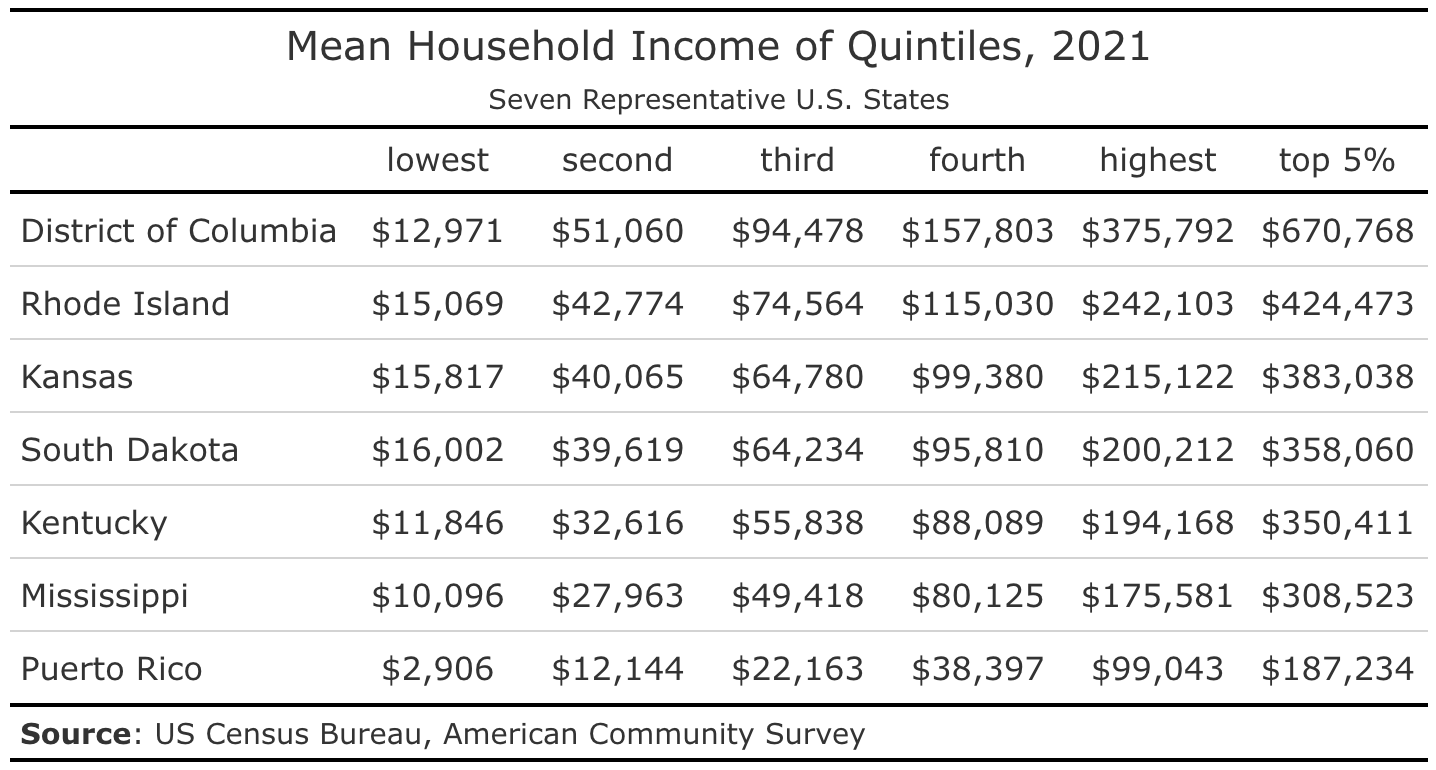 Mean Household Income of Quintiles, 2021
Seven Representative U.S. States
lowest second third fourth highest top 5%
District of Columbia $12,971 $51,060 $94,478 $157,803 $375,792 $670,768
Rhode Island $15,069 $42,774 $74,564 $115,030 $242,103 $424,473
Kansas $15,817 $40,065 $64,780 $99,380 $215,122 $383,038
South Dakota $16,002 $39,619 $64,234 $95,810 $200,212 $358,060
Kentucky $11,846 $32,616 $55,838 $88,089 $194,168 $350,411
Mississippi $10,096 $27,963 $49,418 $80,125 $175,581 $308,523
Puerto Rico $2,906 $12,144 $22,163 $38,397 $99,043 $187,234
Source: US Census Bureau, American Community Survey